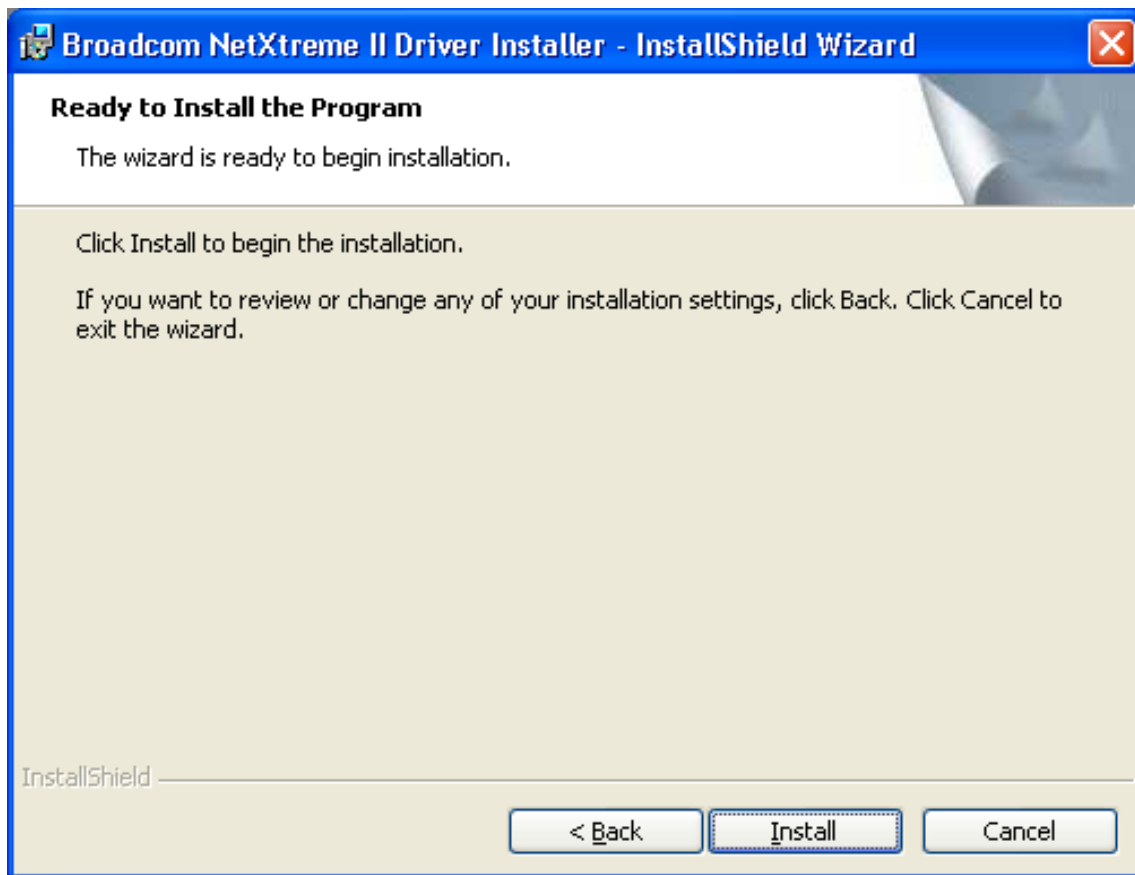 Broadcom NetXtreme II Driver Installer - InstallShield Wizard
Ready to Install the Program
The wizard is ready to begin installation.
Click Install to begin the installation.
If you want to review or change any of your installation settings, click Back. Click Cancel to
exit the wizard.
InstallShield
< Back Install Cancel